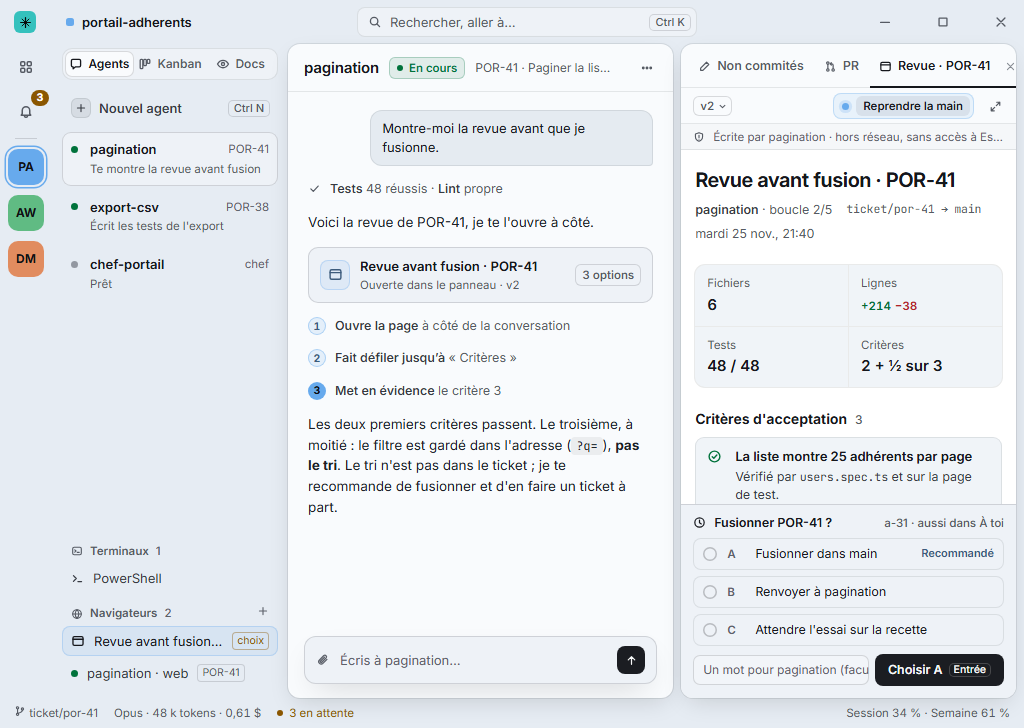 portail-adherents
Rechercher, aller à...
Ctrl K
3
PA
AW
DM
Agents
Kanban
Docs
Nouvel agent
Ctrl N
pagination
POR-41
Te montre la revue avant fusion
export-csv
POR-38
Écrit les tests de l'export
chef-portail
chef
Prêt
Terminaux 1
PowerShell
Navigateurs 2
Revue avant fusion...
choix
pagination · web
POR-41
pagination
En cours
POR-41 · Paginer la lis...
Montre-moi la revue avant que je
fusionne.
Tests 48 réussis · Lint propre
Voici la revue de POR-41, je te l'ouvre à côté.
Revue avant fusion · POR-41
Ouverte dans le panneau · v2
3 options
1 Ouvre la page à côté de la conversation
2 Fait défiler jusqu'à « Critères »
3 Met en évidence le critère 3
Les deux premiers critères passent. Le troisième, à
moitié : le filtre est gardé dans l'adresse ( ?q= ), pas
le tri. Le tri n'est pas dans le ticket ; je te
recommande de fusionner et d'en faire un ticket à
part.
Écris à pagination...
Non commités
PR
Revue · POR-41
v2
Reprendre la main
Écrite par pagination · hors réseau, sans accès à Es...
Revue avant fusion · POR-41
pagination · boucle 2/5 ticket/por-41 → main
mardi 25 nov., 21:40
Fichiers
6
Lignes
+214 −38
Tests
48 / 48
Critères
2 + ½ sur 3
Critères d'acceptation 3
La liste montre 25 adhérents par page
Vérifié par users.spec.ts et sur la page
de test.
Fusionner POR-41 ?
a-31 · aussi dans À toi
A Fusionner dans main
Recommandé
B Renvoyer à pagination
C Attendre l'essai sur la recette
Un mot pour pagination (facu
Choisir A
Entrée
ticket/por-41
Opus · 48 k tokens · 0,61 $
3 en attente
Session 34 % · Semaine 61 %